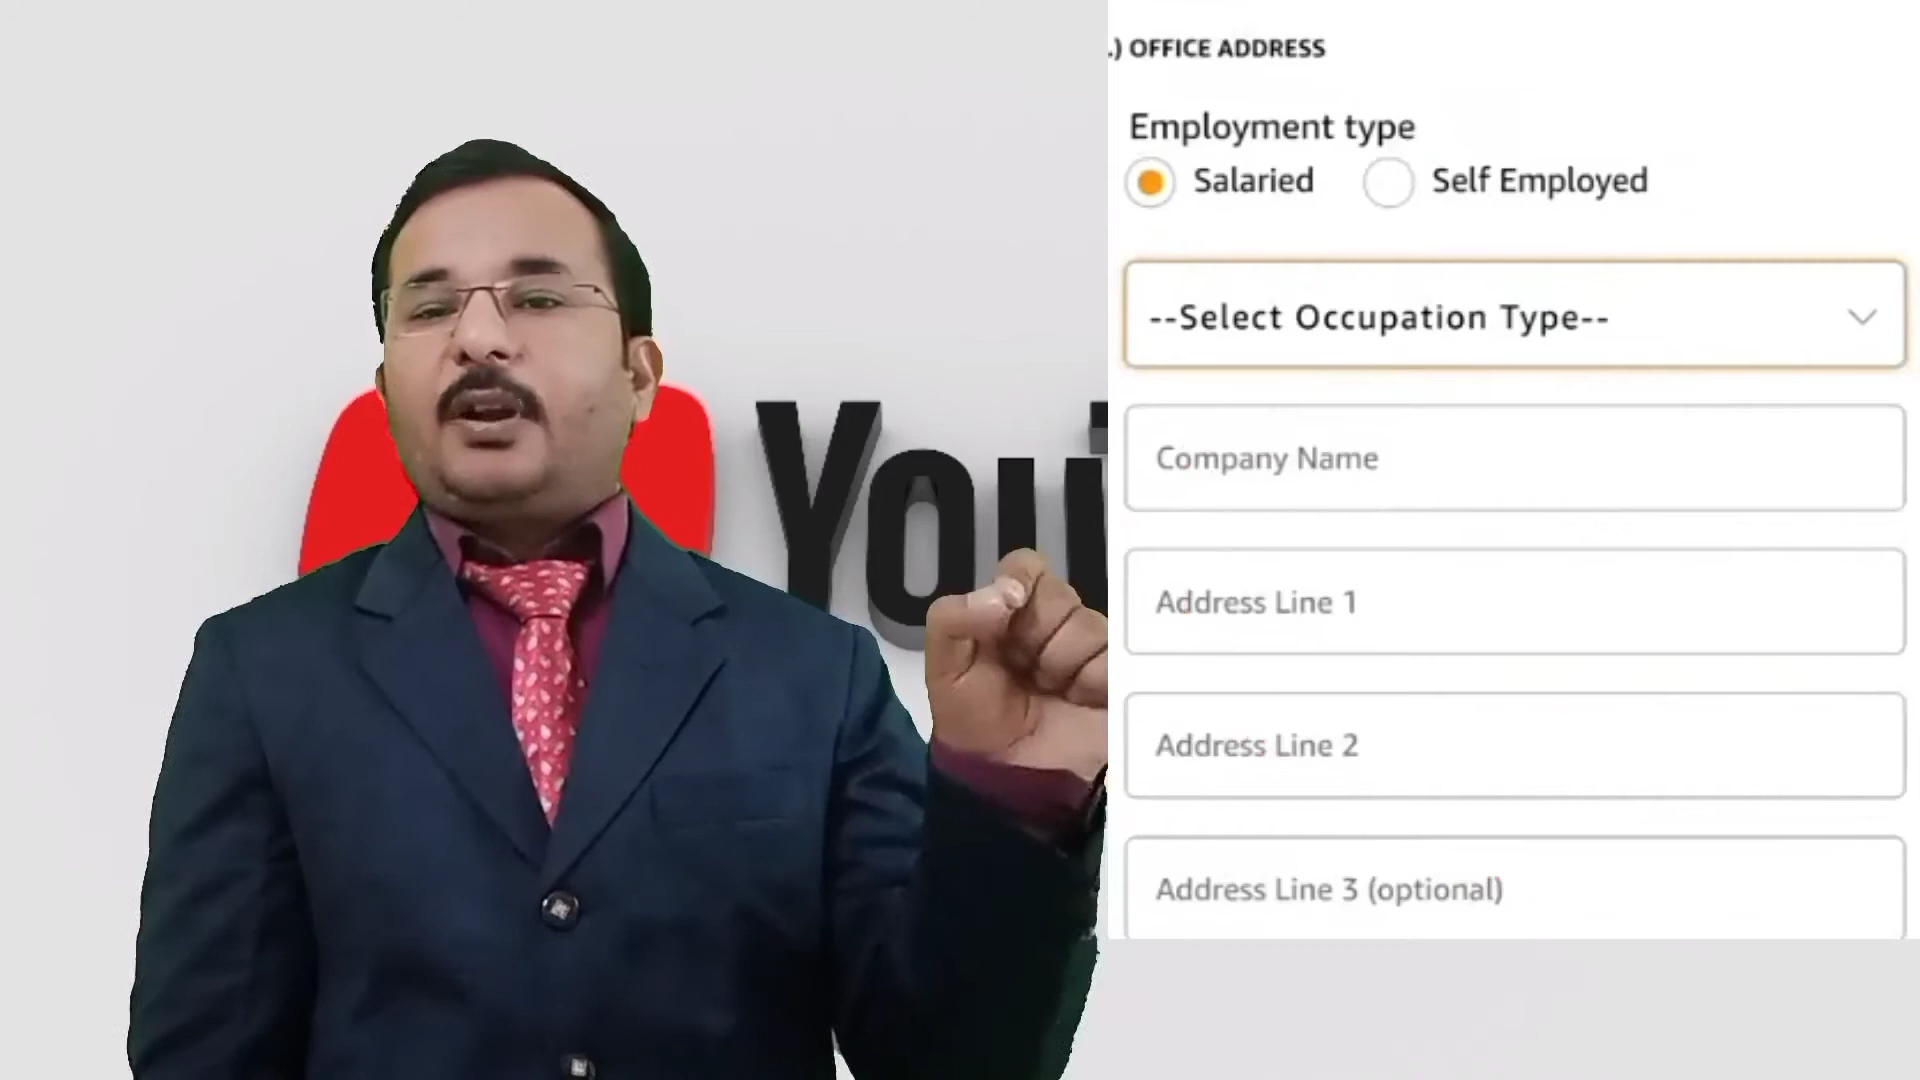 .) OFFICE ADDRESS
Employment type
Salaried Self Employed
--Select Occupation Type--
Company Name
Address Line 1
Address Line 2
Address Line 3 (optional)
You